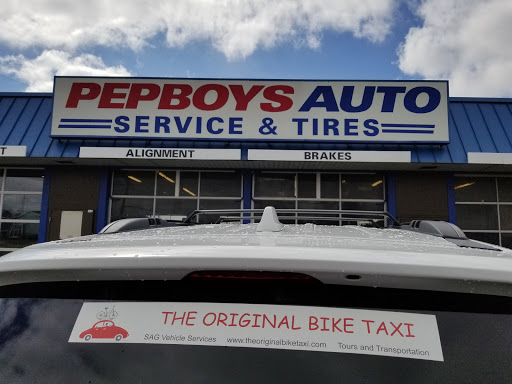 PEPBOYS AUTO
SERVICE & TIRES
ALIGNMENT
BRAKES
THE ORIGINAL BIKE TAXI
SAG Vehicle Services www.theoriginalbiketaxi.com Tours and Transportation